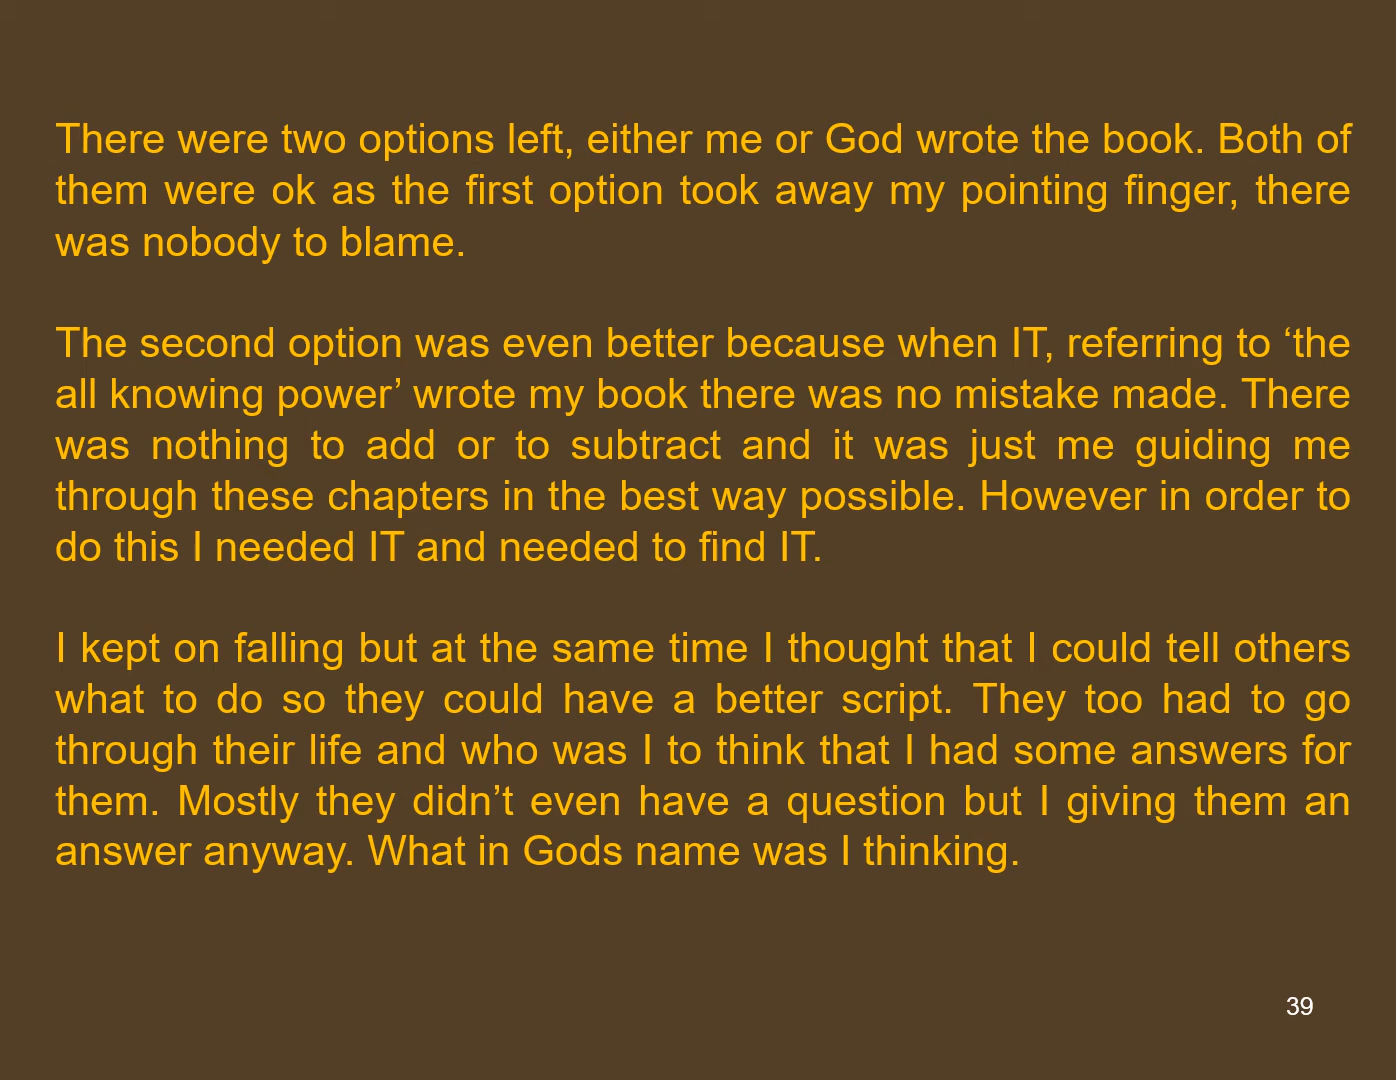 There were two options left, either me or God wrote the book. Both of
them were ok as the first option took away my pointing finger, there
was nobody to blame.
The second option was even better because when IT, referring to ‘the
all knowing power’ wrote my book there was no mistake made. There
was nothing to add or to subtract and it was just me guiding me
through these chapters in the best way possible. However in order to
do this I needed IT and needed to find IT.
I kept on falling but at the same time I thought that I could tell others
what to do so they could have a better script. They too had to go
through their life and who was I to think that I had some answers for
them. Mostly they didn’t even have a question but I giving them an
answer anyway. What in Gods name was I thinking.
39